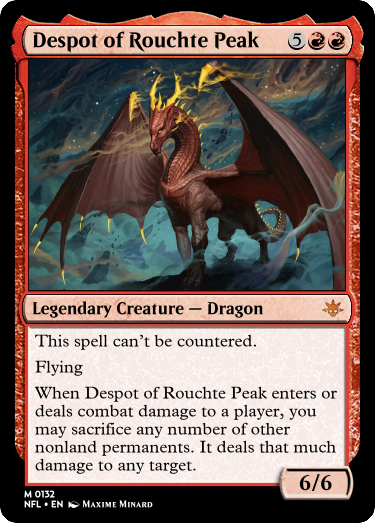 Despot of Rouchte Peak 5
Legendary Creature — Dragon
This spell can't be countered.
Flying
When Despot of Rouchte Peak enters or
deals combat damage to a player, you
may sacrifice any number of other
nonland permanents. It deals that much
damage to any target.
6/6
M 0132
NFL • EN Maxime Minard